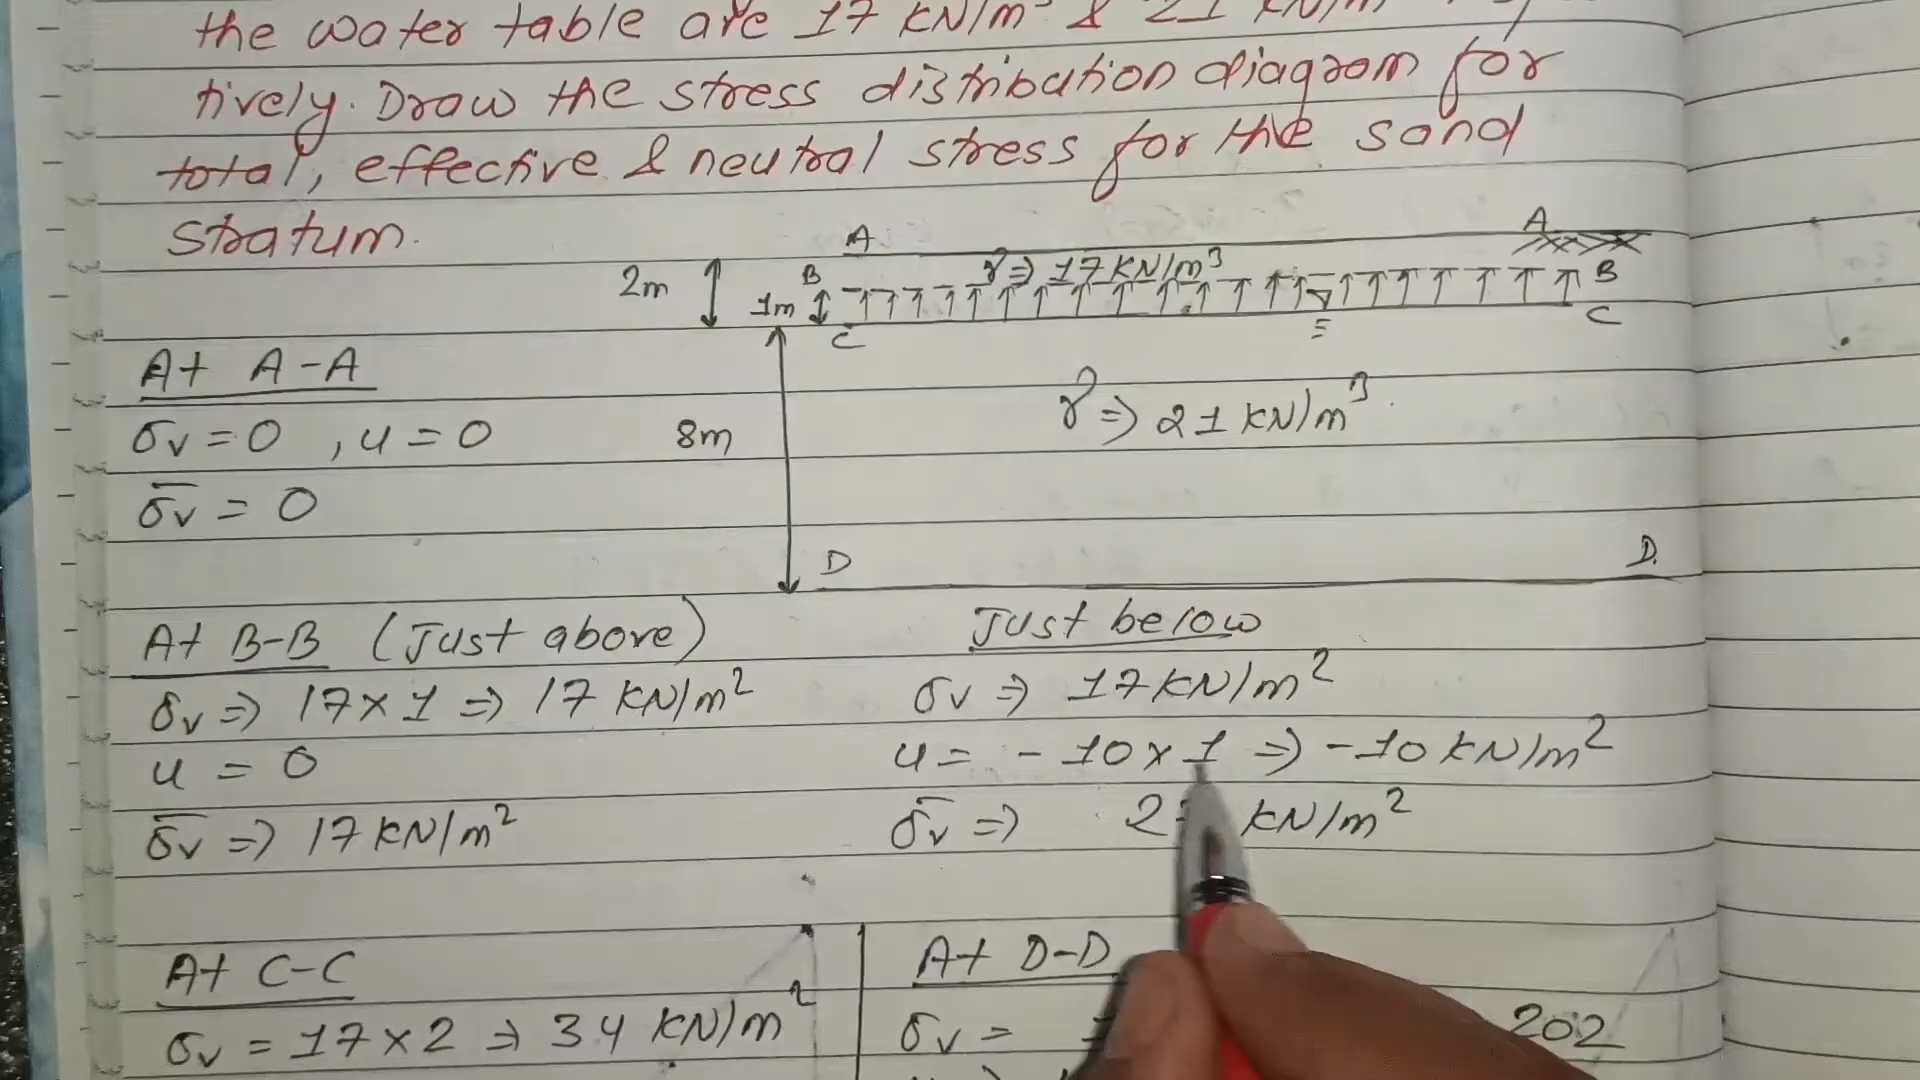 the water table are 17 KN/m³ & 21 KN/m
tively. Draw the stress distribution diagram for
total, effective & neutral stress for the sand
stratum.
A A
2m B γ⇒ 17 KN/m³ B
1m
C C
At A-A
γ⇒ 21 KN/m³
σv = 0 , u = 0 8m
σ̅v = 0
D D.
At B-B (Just above) Just below
σv ⇒ 17×1 ⇒ 17 KN/m² σv ⇒ 17 KN/m²
u = 0 u = - 10×1 ⇒ -10 KN/m²
σ̅v ⇒ 17 KN/m² σ̅v ⇒ KN/m²
At C-C At D-D
σv = 17×2 ⇒ 34 KN/m² σv = 202